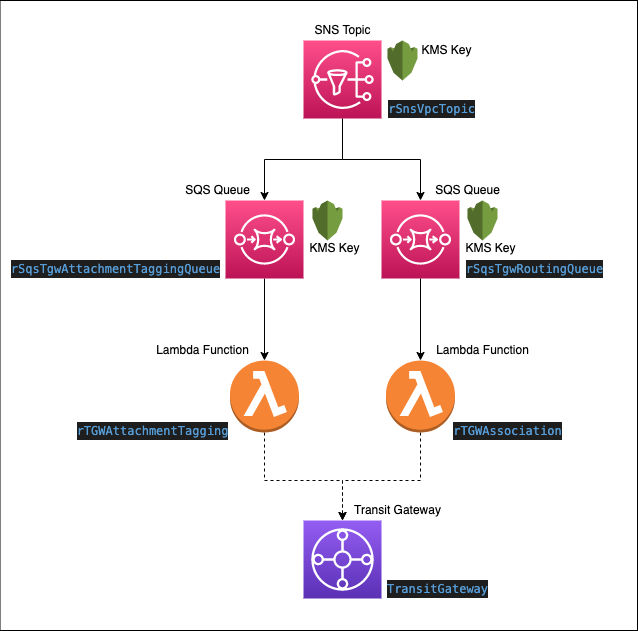 SNS Topic
KMS Key
rSnsVpcTopic
SQS Queue
SQS Queue
KMS Key
KMS Key
rSqsTgwAttachmentTaggingQueue
rSqsTgwRoutingQueue
Lambda Function
Lambda Function
rTGWAttachmentTagging
rTGWAssociation
Transit Gateway
TransitGateway